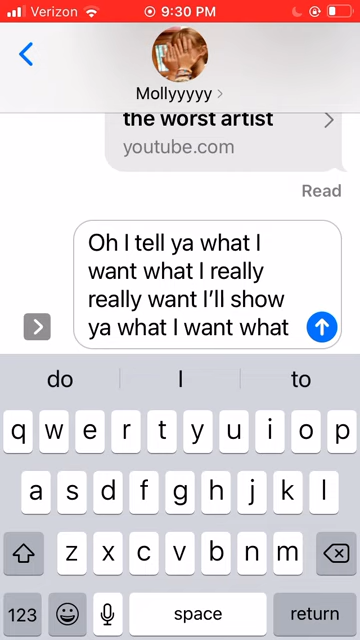 Verizon 9:30 PM
Mollyyyyy
the worst artist
youtube.com
Read
Oh I tell ya what I
want what I really
really want I'll show
ya what I want what
do I to
q w e r t y u i o p
a s d f g h j k l
z x c v b n m
123 space return